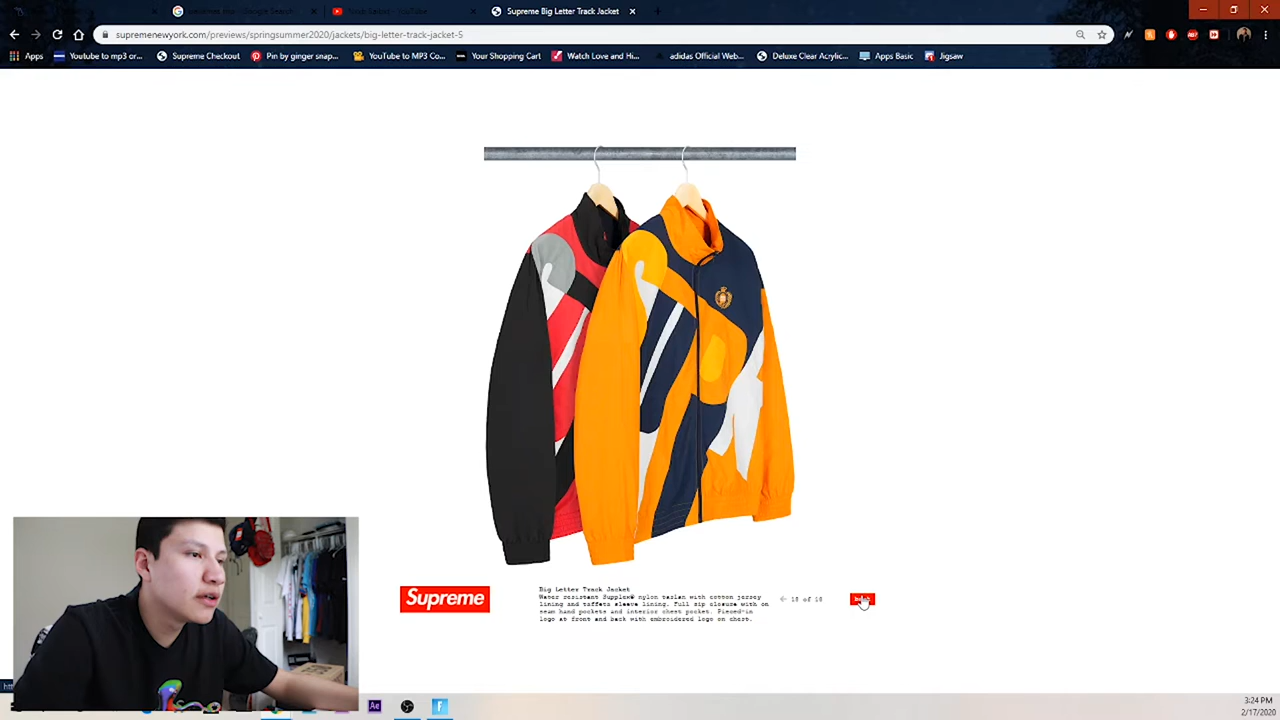 Supreme Big Letter Track Jacket
supremenewyork.com/previews/springsummer2020/jackets/big-letter-track-jacket-5
Apps
Youtube to mp3 or...
Supreme Checkout
Pin by ginger snap...
YouTube to MP3 Co...
Your Shopping Cart
Watch Love and Hi...
adidas Official Web...
Deluxe Clear Acrylic...
Apps Basic
Jigsaw
Supreme
Big Letter Track Jacket
Water resistant Supplex® nylon taslan with cotton jersey
lining and taffeta sleeve lining. Full zip closure with on
seam hand pockets and interior chest pocket. Pieced-in
logo at front and back with embroidered logo on chest.
Ae
3:24 PM
2/17/2020